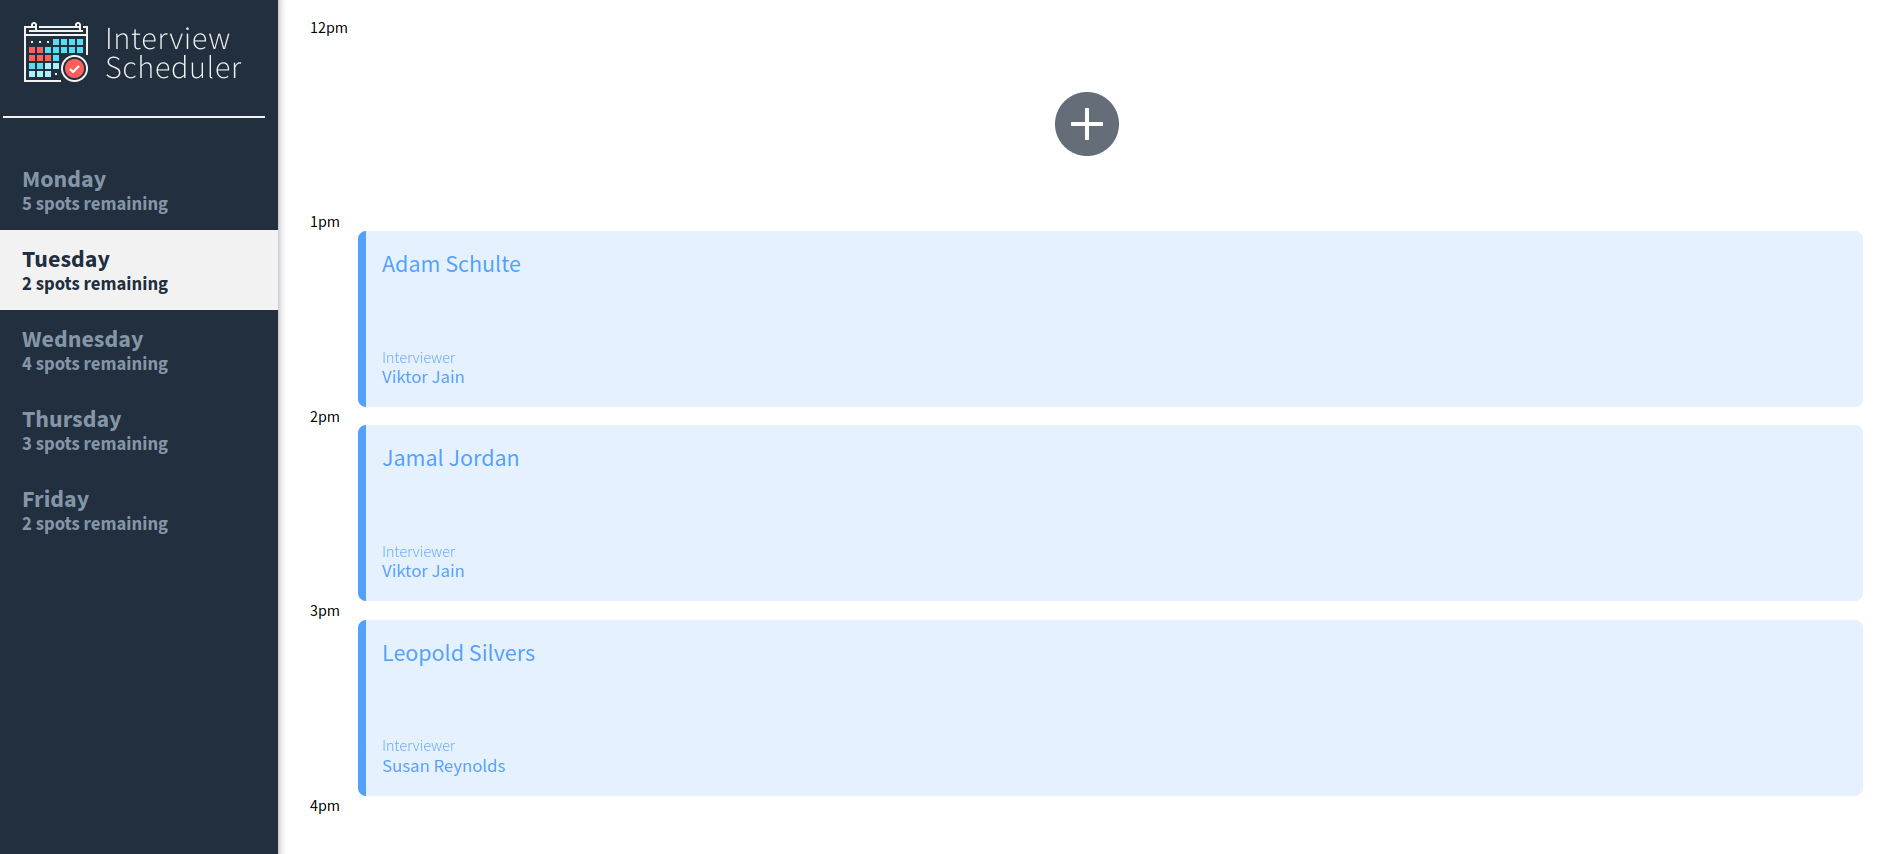 Interview
Scheduler
Monday
5 spots remaining
Tuesday
2 spots remaining
Wednesday
4 spots remaining
Thursday
3 spots remaining
Friday
2 spots remaining
12pm
1pm
Adam Schulte
Interviewer
Viktor Jain
2pm
Jamal Jordan
Interviewer
Viktor Jain
3pm
Leopold Silvers
Interviewer
Susan Reynolds
4pm